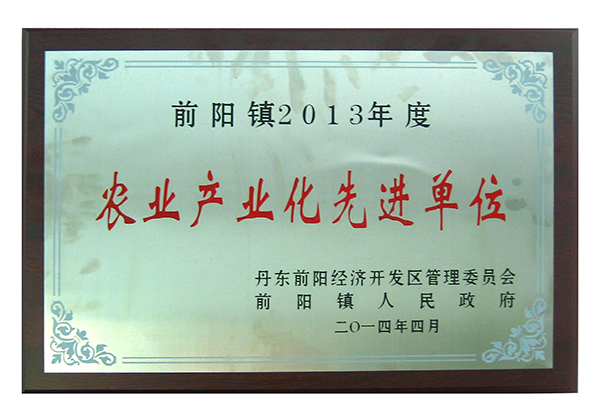 前阳镇2013年度
农业产业化先进单位
丹东前阳经济开发区管理委员会
前阳镇人民政府
二〇一四年四月